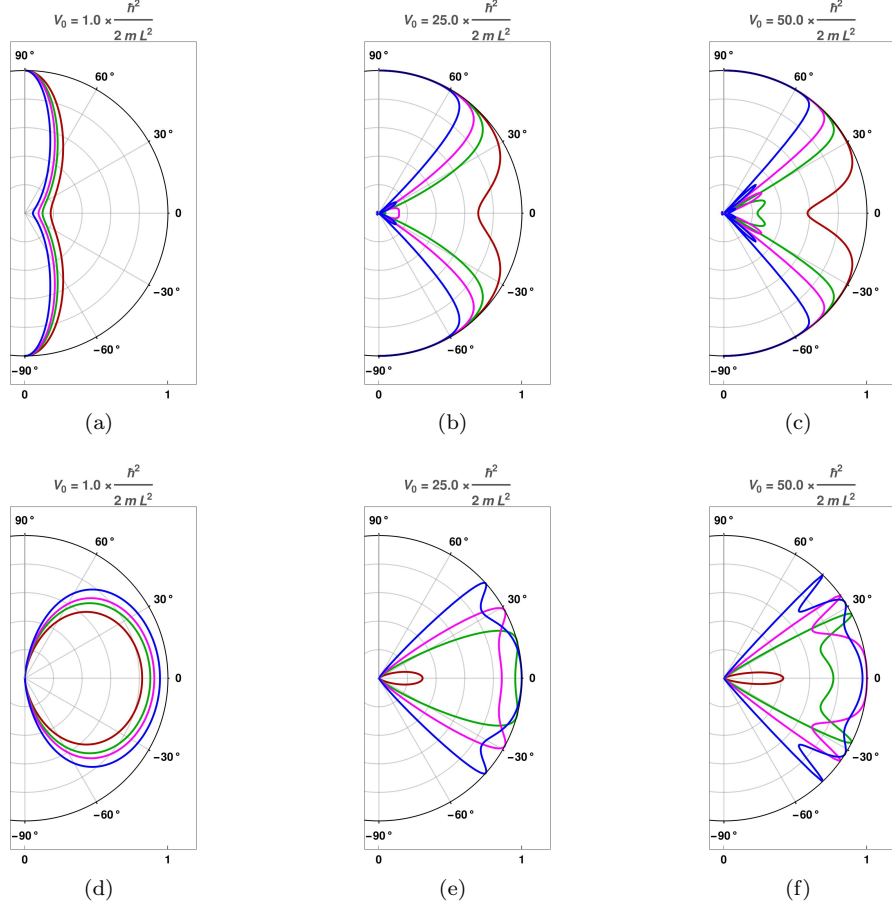 V₀ = 1.0 × ħ² / 2 m L²
V₀ = 25.0 × ħ² / 2 m L²
V₀ = 50.0 × ħ² / 2 m L²
90° 60° 30° 0 −30° −60° −90°
0 1
90° 60° 30° 0 −30° −60° −90°
0 1
90° 60° 30° 0 −30° −60° −90°
0 1
(a)
(b)
(c)
V₀ = 1.0 × ħ² / 2 m L²
V₀ = 25.0 × ħ² / 2 m L²
V₀ = 50.0 × ħ² / 2 m L²
90° 60° 30° 0 −30° −60° −90°
0 1
90° 60° 30° 0 −30° −60° −90°
0 1
90° 60° 30° 0 −30° −60° −90°
0 1
(d)
(e)
(f)